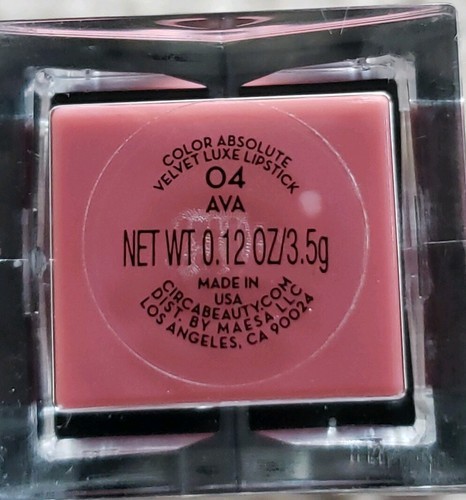 COLOR ABSOLUTE
VELVET LUXE LIPSTICK
04
AVA
NET WT 0.12 OZ/3.5g
MADE IN
USA
CIRCABEAUTY.COM
DIST. BY MAESA LLC
LOS ANGELES, CA 90024